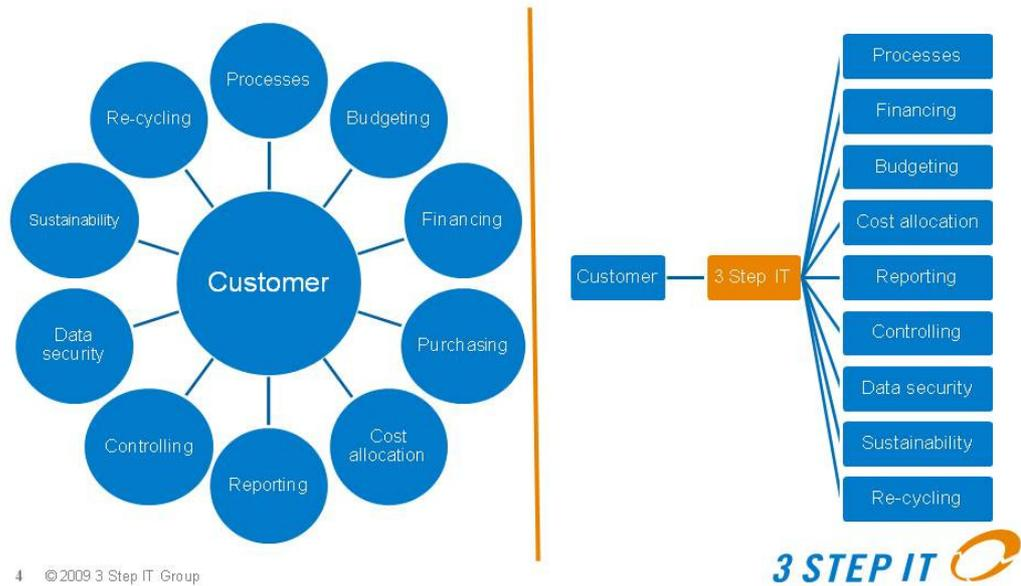 Processes
Budgeting
Financing
Purchasing
Cost
allocation
Reporting
Controlling
Data
security
Sustainability
Re-cycling
Customer
Customer
3 Step IT
Processes
Financing
Budgeting
Cost allocation
Reporting
Controlling
Data security
Sustainability
Re-cycling
4 ©2009 3 Step IT Group
3 STEP IT